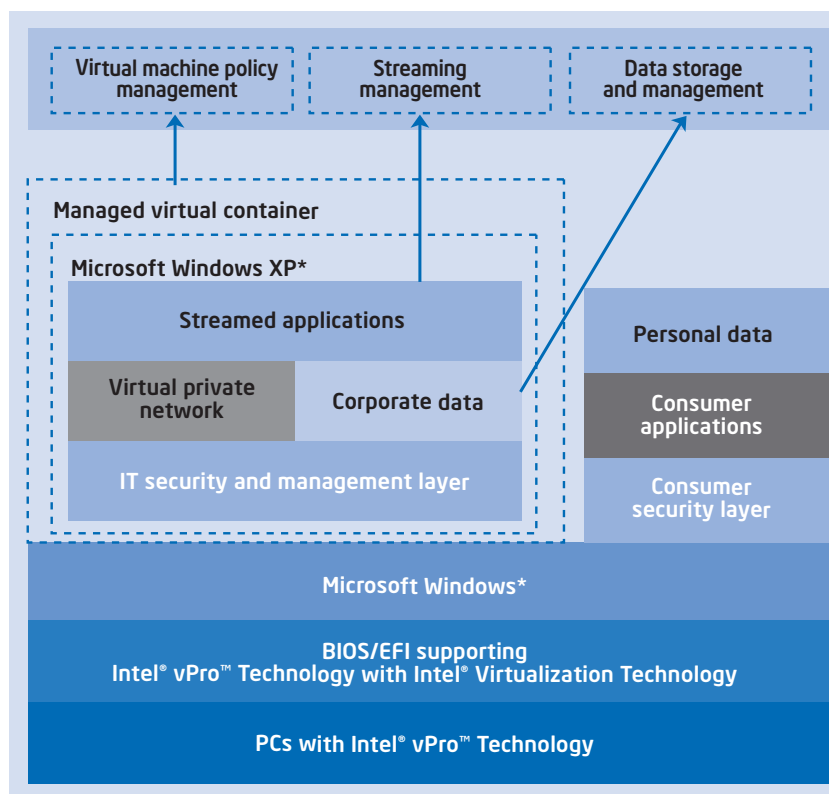 Virtual machine policy
management
Streaming
management
Data storage
and management
Managed virtual container
Microsoft Windows XP*
Streamed applications
Virtual private
network
Corporate data
IT security and management layer
Personal data
Consumer
applications
Consumer
security layer
Microsoft Windows*
BIOS/EFI supporting
Intel® vPro™ Technology with Intel® Virtualization Technology
PCs with Intel® vPro™ Technology